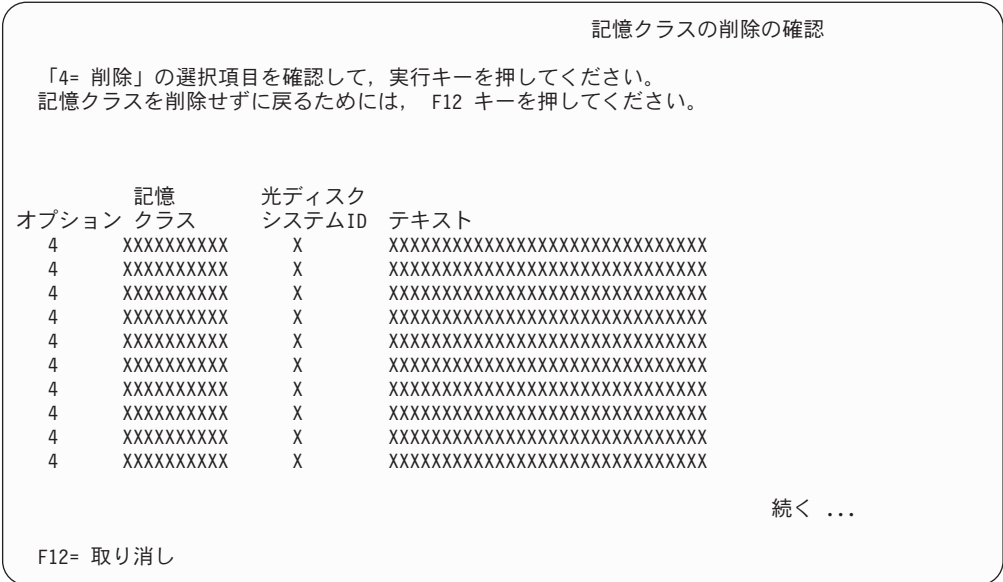 記憶クラスの削除の確認
「4= 削除」の選択項目を確認して, 実行キーを押してください。
記憶クラスを削除せずに戻るためには, F12 キーを押してください。
記憶 光ディスク
オプション クラス システムID テキスト
4 XXXXXXXXXX X XXXXXXXXXXXXXXXXXXXXXXXXXXXXXX
4 XXXXXXXXXX X XXXXXXXXXXXXXXXXXXXXXXXXXXXXXX
4 XXXXXXXXXX X XXXXXXXXXXXXXXXXXXXXXXXXXXXXXX
4 XXXXXXXXXX X XXXXXXXXXXXXXXXXXXXXXXXXXXXXXX
4 XXXXXXXXXX X XXXXXXXXXXXXXXXXXXXXXXXXXXXXXX
4 XXXXXXXXXX X XXXXXXXXXXXXXXXXXXXXXXXXXXXXXX
4 XXXXXXXXXX X XXXXXXXXXXXXXXXXXXXXXXXXXXXXXX
4 XXXXXXXXXX X XXXXXXXXXXXXXXXXXXXXXXXXXXXXXX
4 XXXXXXXXXX X XXXXXXXXXXXXXXXXXXXXXXXXXXXXXX
4 XXXXXXXXXX X XXXXXXXXXXXXXXXXXXXXXXXXXXXXXX
続く ...
F12= 取り消し